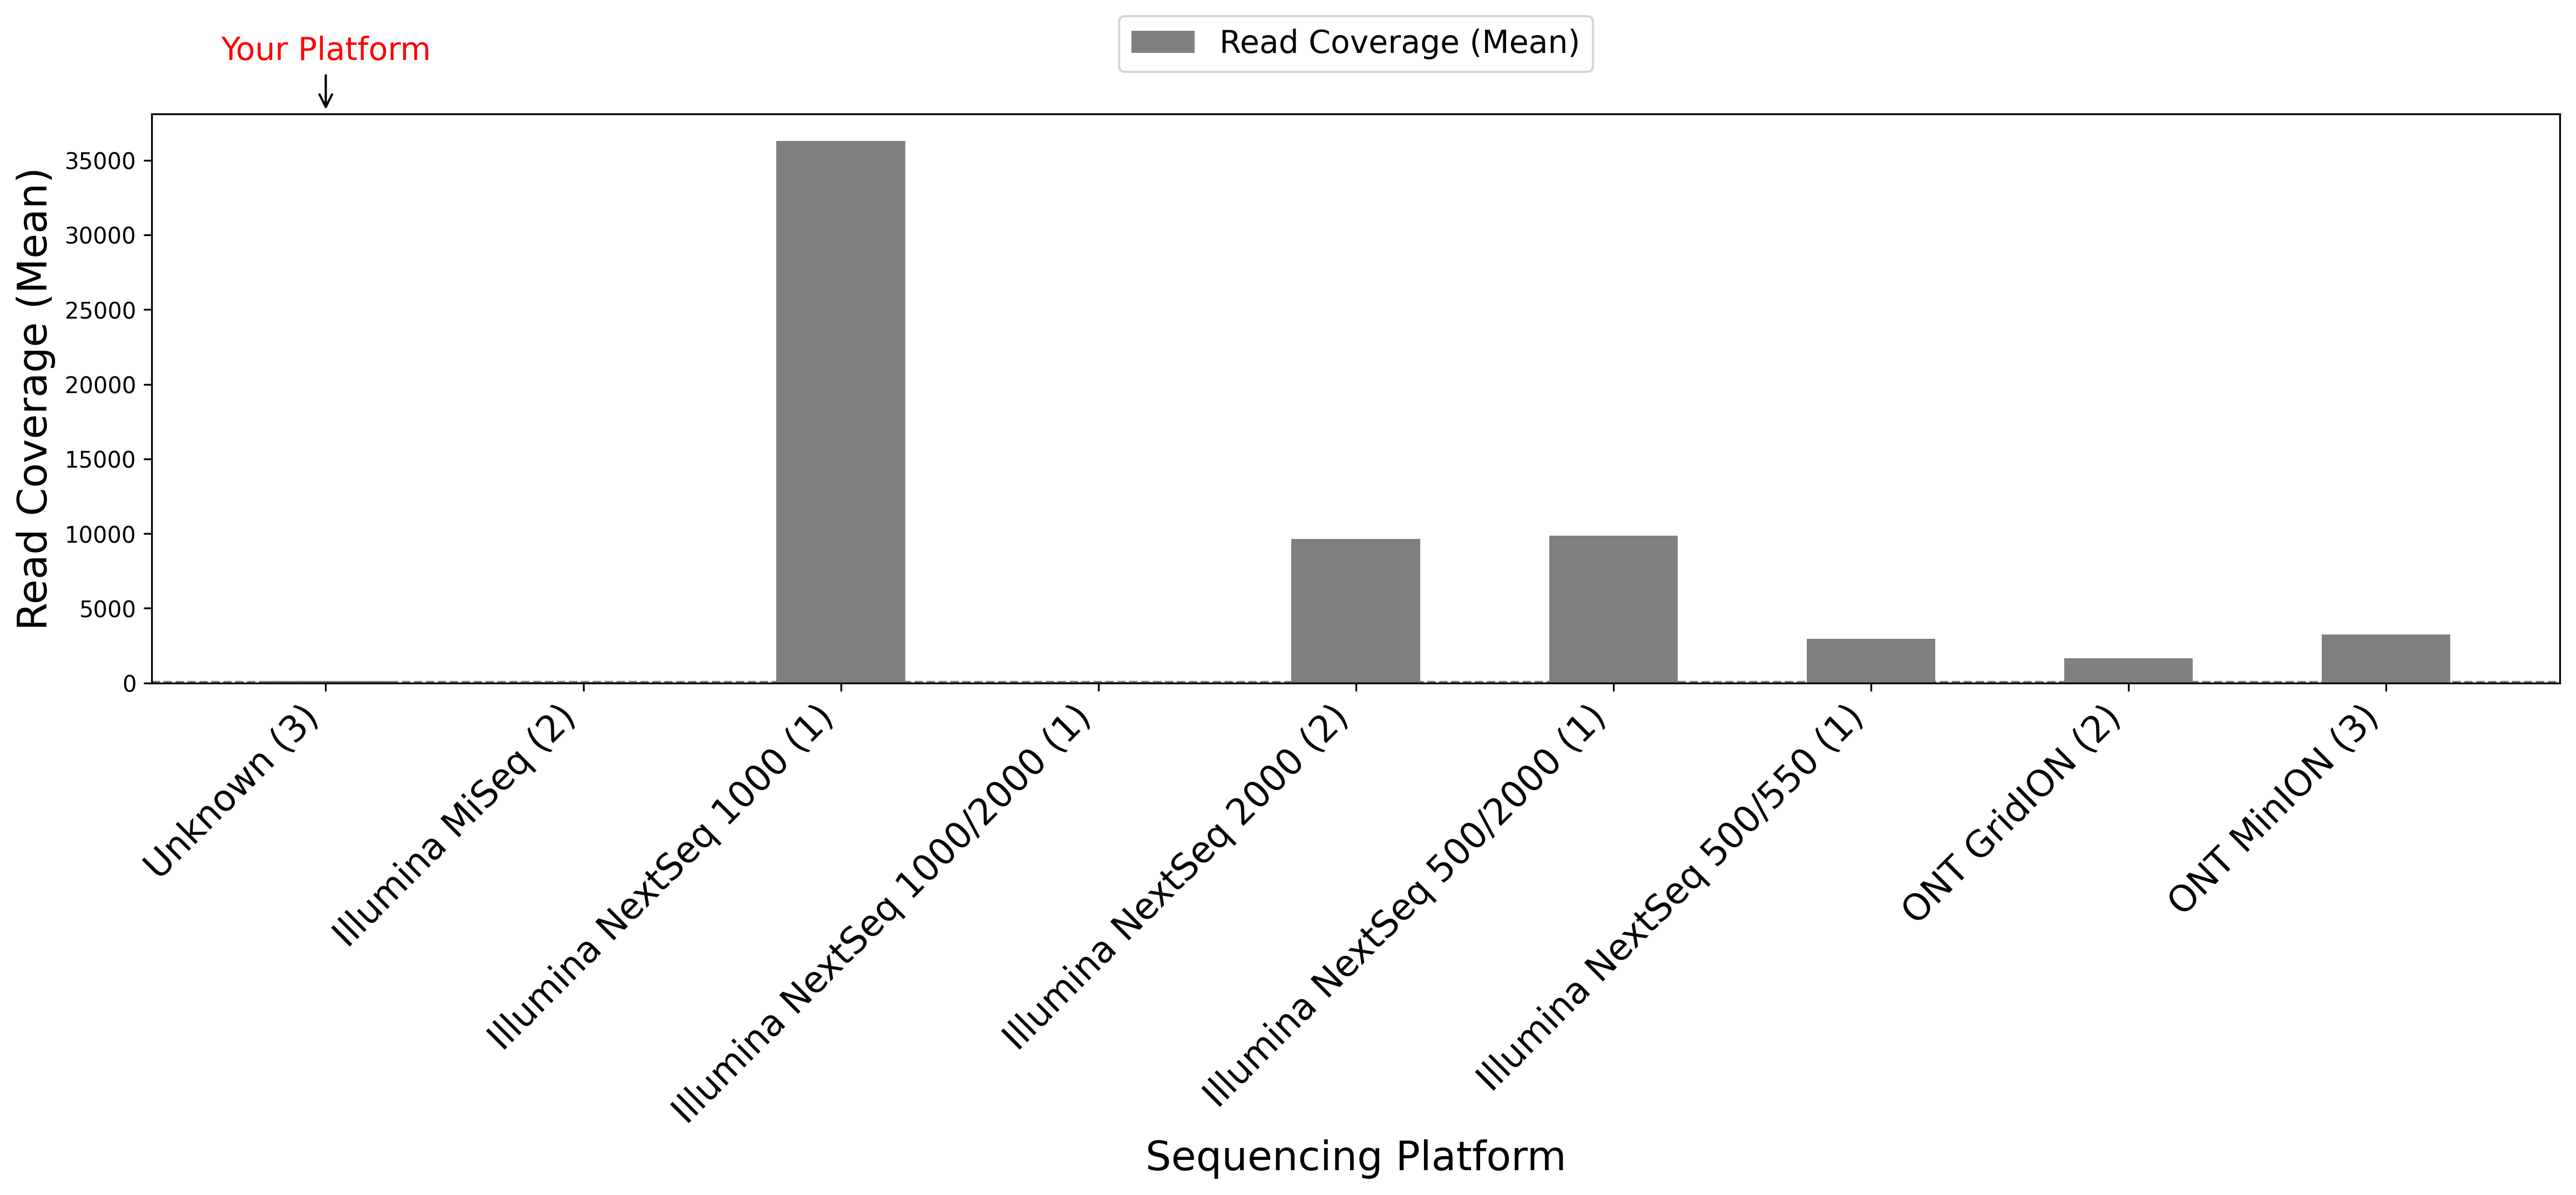 Your Platform
Read Coverage (Mean)
Read Coverage (Mean)
35000
30000
25000
20000
15000
10000
5000
0
Unknown (3)
Illumina MiSeq (2)
Illumina NextSeq 1000 (1)
Illumina NextSeq 1000/2000 (1)
Illumina NextSeq 2000 (2)
Illumina NextSeq 500/2000 (1)
Illumina NextSeq 500/550 (1)
ONT GridION (2)
ONT MinION (3)
Sequencing Platform